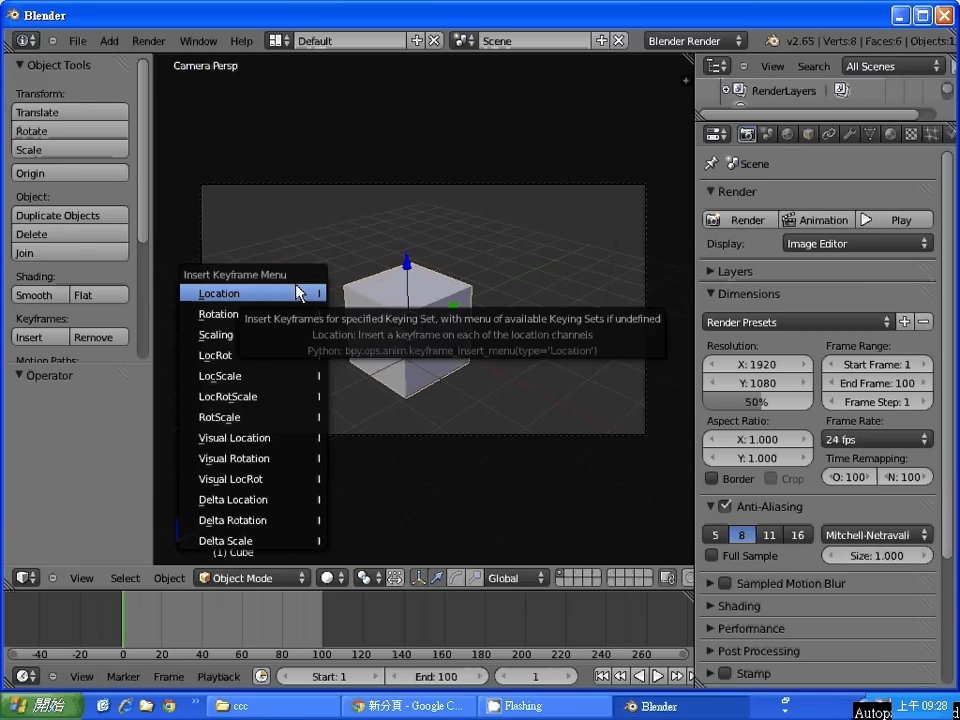 Blender
File Add Render Window Help Default Scene Blender Render v2.65 | Verts:8 | Faces:6 | Objects:1
Object Tools
Transform:
Translate
Rotate
Scale
Origin
Object:
Duplicate Objects
Delete
Join
Shading:
Smooth Flat
Keyframes:
Insert Remove
Motion Paths:
Operator
Camera Persp
Insert Keyframe Menu
Location I
Rotation
Scaling
LocRot
LocScale I
LocRotScale I
RotScale I
Visual Location I
Visual Rotation I
Visual LocRot I
Delta Location I
Delta Rotation I
Delta Scale I
Insert Keyframes for specified Keying Set, with menu of available Keying Sets if undefined
Location: Insert a keyframe on each of the location channels
Python: bpy.ops.anim.keyframe_insert_menu(type="Location")
(1) Cube
View Select Object Object Mode Global
-40 -20 0 20 40 60 80 100 120 140 160 180 200 220 240 260
View Marker Frame Playback Start: 1 End: 100 1
View Search All Scenes
RenderLayers
Scene
Render
Render Animation Play
Display: Image Editor
Layers
Dimensions
Render Presets
Resolution: Frame Range:
X: 1920 Start Frame: 1
Y: 1080 End Frame: 100
50% Frame Step: 1
Aspect Ratio: Frame Rate:
X: 1.000 24 fps
Y: 1.000 Time Remapping:
Border Crop O: 100 N: 100
Anti-Aliasing
5 8 11 16 Mitchell-Netravali
Full Sample Size: 1.000
Sampled Motion Blur
Shading
Performance
Post Processing
Stamp
開始 ccc 新分頁 - Google C... Flashing Blender 上午 09:28